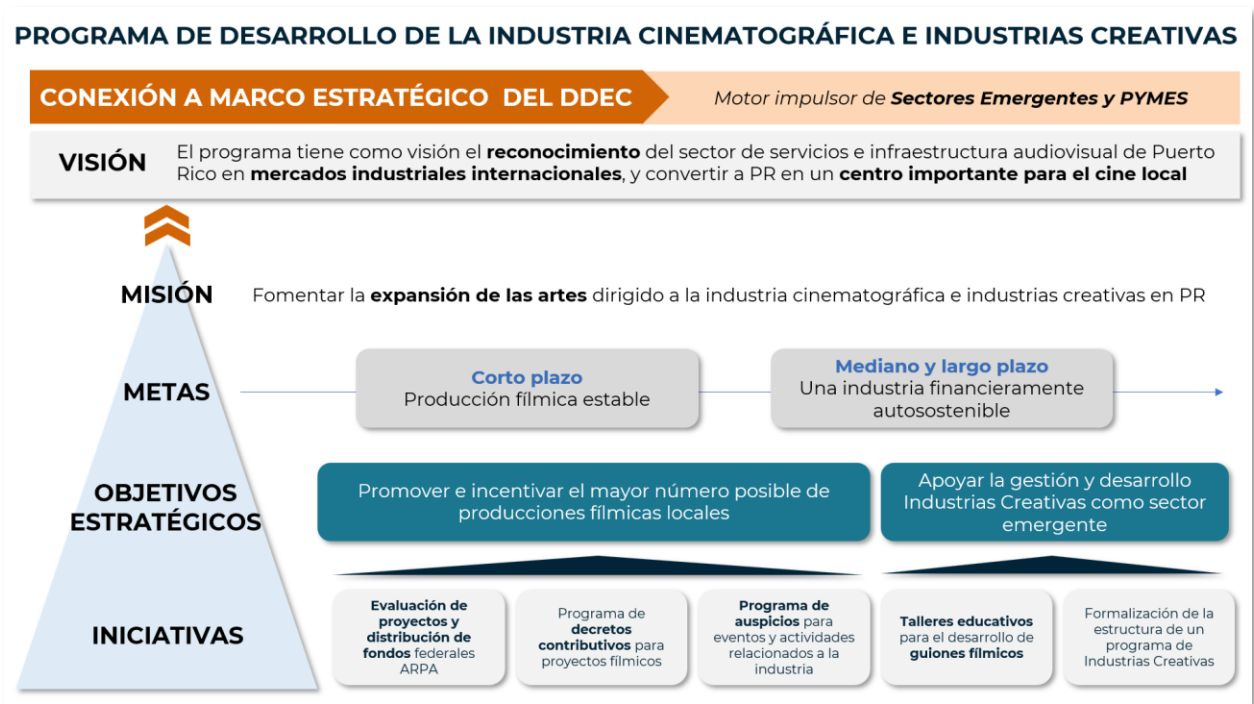 PROGRAMA DE DESARROLLO DE LA INDUSTRIA CINEMATOGRÁFICA E INDUSTRIAS CREATIVAS
CONEXIÓN A MARCO ESTRATÉGICO DEL DDEC
Motor impulsor de Sectores Emergentes y PYMES
VISIÓN
El programa tiene como visión el reconocimiento del sector de servicios e infraestructura audiovisual de Puerto
Rico en mercados industriales internacionales, y convertir a PR en un centro importante para el cine local
MISIÓN
Fomentar la expansión de las artes dirigido a la industria cinematográfica e industrias creativas en PR
METAS
Corto plazo
Producción fílmica estable
Mediano y largo plazo
Una industria financieramente
autosostenible
OBJETIVOS
ESTRATÉGICOS
Promover e incentivar el mayor número posible de
producciones fílmicas locales
Apoyar la gestión y desarrollo
Industrias Creativas como sector
emergente
INICIATIVAS
Evaluación de
proyectos y
distribución de
fondos federales
ARPA
Programa de
decretos
contributivos para
proyectos fílmicos
Programa de
auspicios para
eventos y actividades
relacionados a la
industria
Talleres educativos
para el desarrollo de
guiones fílmicos
Formalización de la
estructura de un
programa de
Industrias Creativas